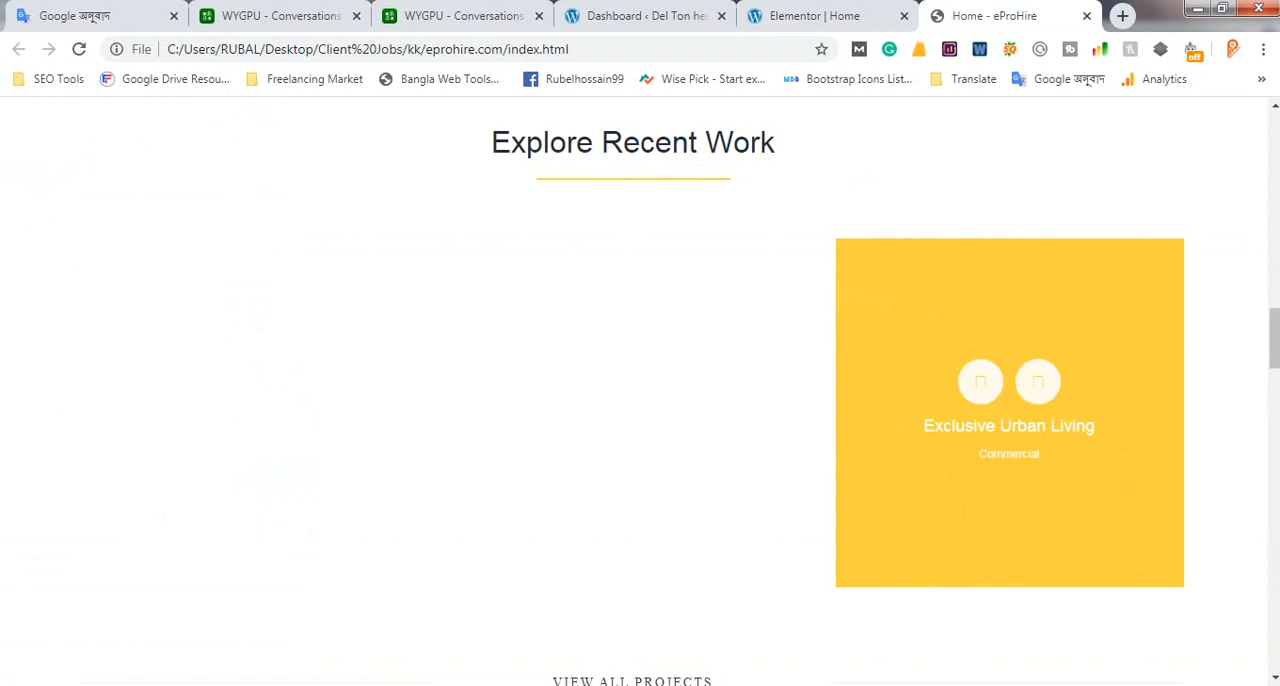 Google অনুবাদ
WYGPU - Conversations
WYGPU - Conversations
Dashboard ‹ Del Ton he
Elementor | Home
Home - eProHire
File
C:/Users/RUBAL/Desktop/Client%20Jobs/kk/eprohire.com/index.html
off
SEO Tools
Google Drive Resou...
Freelancing Market
Bangla Web Tools...
Rubelhossain99
Wise Pick - Start ex...
Bootstrap Icons List...
Translate
Google অনুবাদ
Analytics
Explore Recent Work
Exclusive Urban Living
Commercial
VIEW ALL PROJECTS